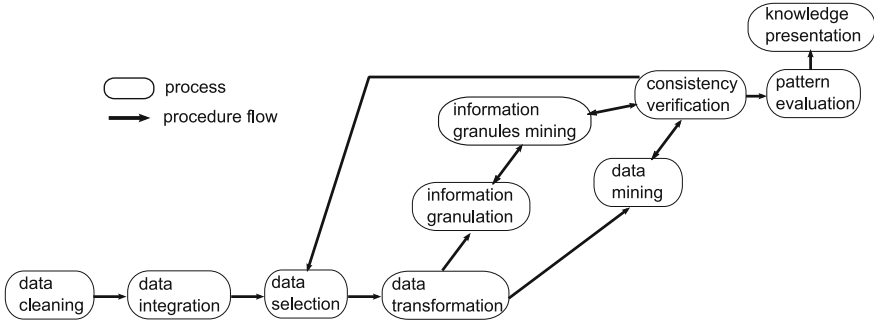 knowledge
presentation
process
procedure flow
consistency
verification
pattern
evaluation
information
granules mining
data
mining
information
granulation
data
cleaning
data
integration
data
selection
data
transformation